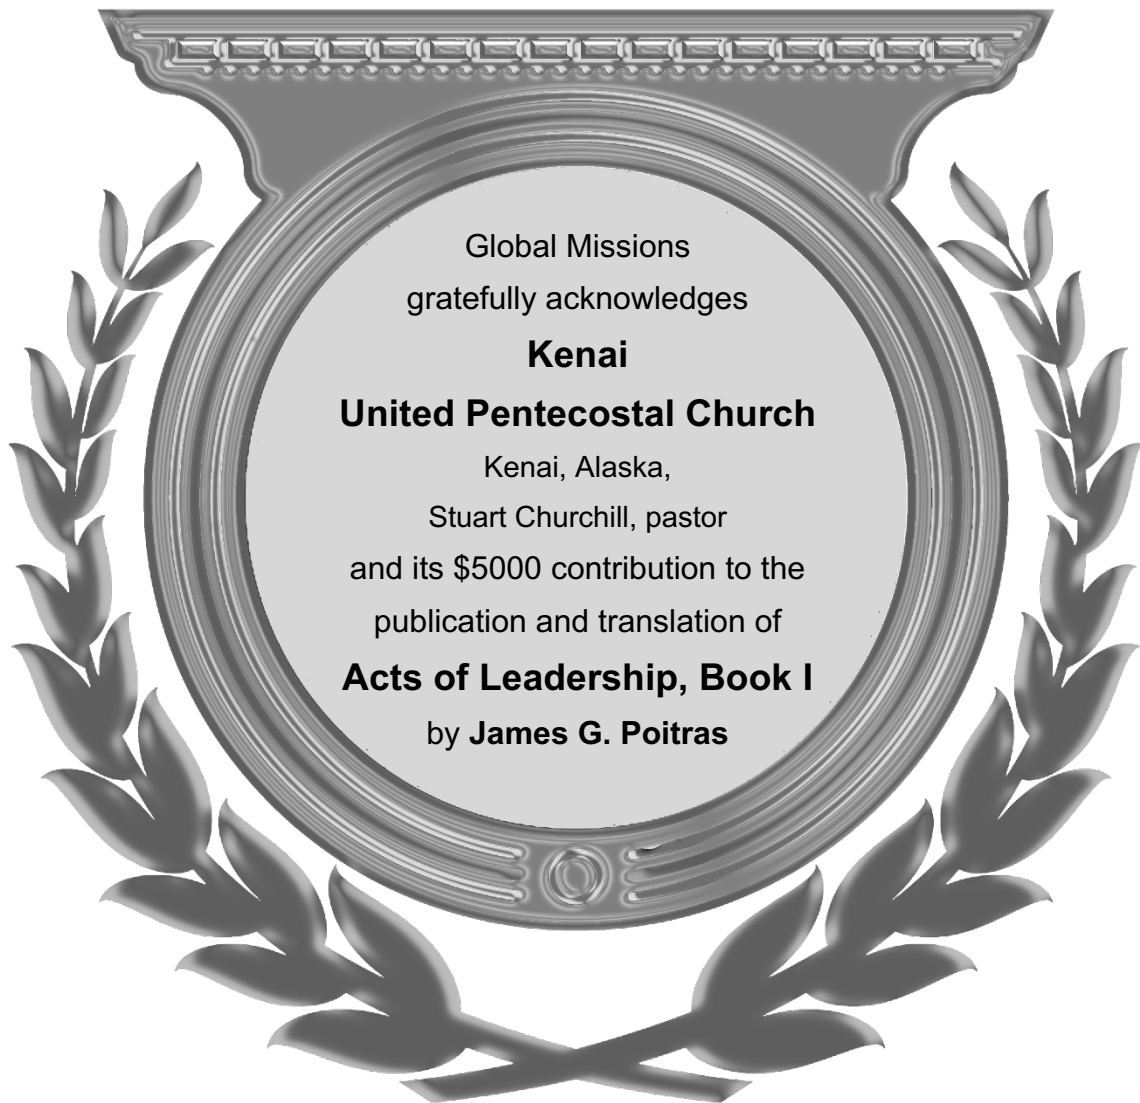 Global Missions
gratefully acknowledges
Kenai
United Pentecostal Church
Kenai, Alaska,
Stuart Churchill, pastor
and its $5000 contribution to the
publication and translation of
Acts of Leadership, Book I
by James G. Poitras